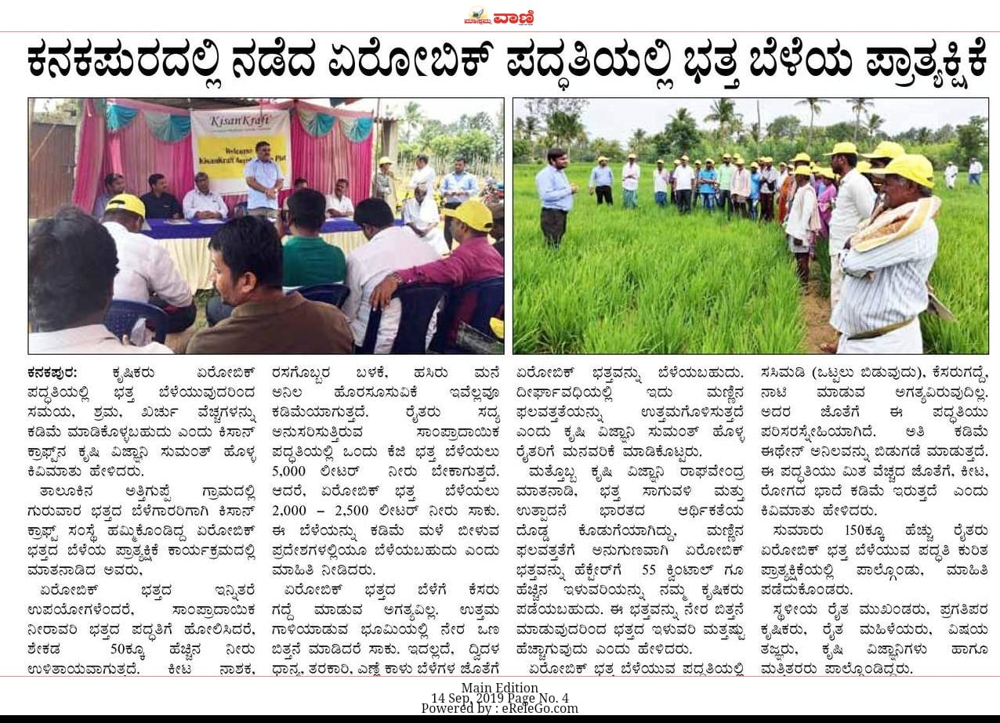 ಮಾಸ್ತಮ್ಮ ವಾಣಿ
ಕನಕಪುರದಲ್ಲಿ ನಡೆದ ಏರೋಬಿಕ್ ಪದ್ಧತಿಯಲ್ಲಿ ಭತ್ತ ಬೆಳೆಯ ಪ್ರಾತ್ಯಕ್ಷಿಕೆ
KisanKraft
Welcome
ಕನಕಪುರ: ಕೃಷಿಕರು ಏರೋಬಿಕ್
ಪದ್ಧತಿಯಲ್ಲಿ ಭತ್ತ ಬೆಳೆಯುವುದರಿಂದ
ಸಮಯ, ಶ್ರಮ, ಖರ್ಚು ವೆಚ್ಚಗಳನ್ನು
ಕಡಿಮೆ ಮಾಡಿಕೊಳ್ಳಬಹುದು ಎಂದು ಕಿಸಾನ್
ಕ್ರಾಫ್ಟ್‌ನ ಕೃಷಿ ವಿಜ್ಞಾನಿ ಸುಮಂತ್ ಹೊಳ್ಳ
ಕಿವಿಮಾತು ಹೇಳಿದರು.
ತಾಲೂಕಿನ ಅತ್ತಿಗುಪ್ಪೆ ಗ್ರಾಮದಲ್ಲಿ
ಗುರುವಾರ ಭತ್ತದ ಬೆಳೆಗಾರರಿಗಾಗಿ ಕಿಸಾನ್
ಕ್ರಾಫ್ಟ್ ಸಂಸ್ಥೆ ಹಮ್ಮಿಕೊಂಡಿದ್ದ ಏರೋಬಿಕ್
ಭತ್ತದ ಬೆಳೆಯ ಪ್ರಾತ್ಯಕ್ಷಿಕೆ ಕಾರ್ಯಕ್ರಮದಲ್ಲಿ
ಮಾತನಾಡಿದ ಅವರು,
ಏರೋಬಿಕ್ ಭತ್ತದ ಇನ್ನಿತರೆ
ಉಪಯೋಗಳೆಂದರೆ, ಸಾಂಪ್ರಾದಾಯಿಕ
ನೀರಾವರಿ ಭತ್ತದ ಪದ್ಧತಿಗೆ ಹೋಲಿಸಿದರೆ,
ಶೇಕಡ 50ಕ್ಕೂ ಹೆಚ್ಚಿನ ನೀರು
ಉಳಿತಾಯವಾಗುತ್ತದೆ. ಕೀಟ ನಾಶಕ,
ರಸಗೊಬ್ಬರ ಬಳಕೆ, ಹಸಿರು ಮನೆ
ಅನಿಲ ಹೊರಸೂಸುವಿಕೆ ಇವೆಲ್ಲವೂ
ಕಡಿಮೆಯಾಗುತ್ತದೆ. ರೈತರು ಸದ್ಯ
ಅನುಸರಿಸುತ್ತಿರುವ ಸಾಂಪ್ರಾದಾಯಿಕ
ಪದ್ಧತಿಯಲ್ಲಿ ಒಂದು ಕೆಜಿ ಭತ್ತ ಬೆಳೆಯಲು
5,000 ಲೀಟರ್ ನೀರು ಬೇಕಾಗುತ್ತದೆ.
ಆದರೆ, ಏರೋಬಿಕ್ ಭತ್ತ ಬೆಳೆಯಲು
2,000 – 2,500 ಲೀಟರ್ ನೀರು ಸಾಕು.
ಈ ಬೆಳೆಯನ್ನು ಕಡಿಮೆ ಮಳೆ ಬೀಳುವ
ಪ್ರದೇಶಗಳಲ್ಲಿಯೂ ಬೆಳೆಯಬಹುದು ಎಂದು
ಮಾಹಿತಿ ನೀಡಿದರು.
ಏರೋಬಿಕ್ ಭತ್ತದ ಬೆಳೆಗೆ ಕೆಸರು
ಗದ್ದೆ ಮಾಡುವ ಅಗತ್ಯವಿಲ್ಲ. ಉತ್ತಮ
ಗಾಳಿಯಾಡುವ ಭೂಮಿಯಲ್ಲಿ ನೇರ ಒಣ
ಬಿತ್ತನೆ ಮಾಡಿದರೆ ಸಾಕು. ಇದಲ್ಲದೆ, ದ್ವಿದಳ
ಧಾನ್ಯ, ತರಕಾರಿ, ಎಣ್ಣೆ ಕಾಳು ಬೆಳೆಗಳ ಜೊತೆಗೆ
ಏರೋಬಿಕ್ ಭತ್ತವನ್ನು ಬೆಳೆಯಬಹುದು.
ದೀರ್ಘಾವಧಿಯಲ್ಲಿ ಇದು ಮಣ್ಣಿನ
ಫಲವತ್ತತೆಯನ್ನು ಉತ್ತಮಗೊಳಿಸುತ್ತದೆ
ಎಂದು ಕೃಷಿ ವಿಜ್ಞಾನಿ ಸುಮಂತ್ ಹೊಳ್ಳ
ರೈತರಿಗೆ ಮನವರಿಕೆ ಮಾಡಿಕೊಟ್ಟರು.
ಮತ್ತೊಬ್ಬ ಕೃಷಿ ವಿಜ್ಞಾನಿ ರಾಘವೇಂದ್ರ
ಮಾತನಾಡಿ, ಭತ್ತ ಸಾಗುವಳಿ ಮತ್ತು
ಉತ್ಪಾದನೆ ಭಾರತದ ಆರ್ಥಿಕತೆಯ
ದೊಡ್ಡ ಕೊಡುಗೆಯಾಗಿದ್ದು, ಮಣ್ಣಿನ
ಫಲವತ್ತತೆಗೆ ಅನುಗುಣವಾಗಿ ಏರೋಬಿಕ್
ಭತ್ತವನ್ನು ಹೆಕ್ಟೇರ್‌ಗೆ 55 ಕ್ವಿಂಟಾಲ್ ಗೂ
ಹೆಚ್ಚಿನ ಇಳುವರಿಯನ್ನು ನಮ್ಮ ಕೃಷಿಕರು
ಪಡೆಯಬಹುದು. ಈ ಭತ್ತವನ್ನು ನೇರ ಬಿತ್ತನೆ
ಮಾಡುವುದರಿಂದ ಭತ್ತದ ಇಳುವರಿ ಮತ್ತಷ್ಟು
ಹೆಚ್ಚಾಗುವುದು ಎಂದು ಹೇಳಿದರು.
ಏರೋಬಿಕ್ ಭತ್ತ ಬೆಳೆಯುವ ಪದ್ಧತಿಯಲ್ಲಿ
ಸಸಿಮಡಿ (ಒಟ್ಟಲು ಬಿಡುವುದು), ಕೆಸರುಗದ್ದೆ,
ನಾಟಿ ಮಾಡುವ ಅಗತ್ಯವಿರುವುದಿಲ್ಲ.
ಅದರ ಜೊತೆಗೆ ಈ ಪದ್ಧತಿಯು
ಪರಿಸರಸ್ನೇಹಿಯಾಗಿದೆ. ಅತಿ ಕಡಿಮೆ
ಈಥೇನ್ ಅನಿಲವನ್ನು ಬಿಡುಗಡೆ ಮಾಡುತ್ತದೆ.
ಈ ಪದ್ಧತಿಯು ಮಿತ ವೆಚ್ಚದ ಜೊತೆಗೆ, ಕೀಟ,
ರೋಗದ ಭಾದೆ ಕಡಿಮೆ ಇರುತ್ತದೆ ಎಂದು
ಕಿವಿಮಾತು ಹೇಳಿದರು.
ಸುಮಾರು 150ಕ್ಕೂ ಹೆಚ್ಚು ರೈತರು
ಏರೋಬಿಕ್ ಭತ್ತ ಬೆಳೆಯುವ ಪದ್ಧತಿ ಕುರಿತ
ಪ್ರಾತ್ಯಕ್ಷಿಕೆಯಲ್ಲಿ ಪಾಲ್ಗೊಂಡು, ಮಾಹಿತಿ
ಪಡೆದುಕೊಂಡರು.
ಸ್ಥಳೀಯ ರೈತ ಮುಖಂಡರು, ಪ್ರಗತಿಪರ
ಕೃಷಿಕರು, ರೈತ ಮಹಿಳೆಯರು, ವಿಷಯ
ತಜ್ಞರು, ಕೃಷಿ ವಿಜ್ಞಾನಿಗಳು ಹಾಗೂ
ಮತ್ತಿತರರು ಪಾಲ್ಗೊಂಡಿದ್ದರು.
Main Edition
14 Sep, 2019 Page No. 4
Powered by : eReleGo.com